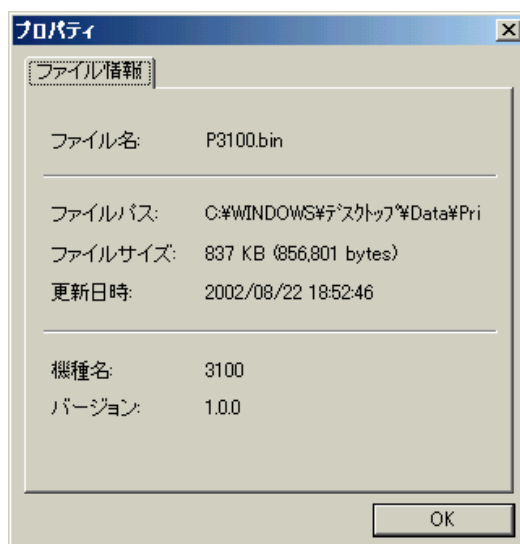 プロパティ
ファイル情報
ファイル名: P3100.bin
ファイルパス: C:¥WINDOWS¥ﾃﾞｽｸﾄｯﾌﾟ¥Data¥Pri
ファイルサイズ: 837 KB (856,801 bytes)
更新日時: 2002/08/22 18:52:46
機種名: 3100
バージョン: 1.0.0
OK